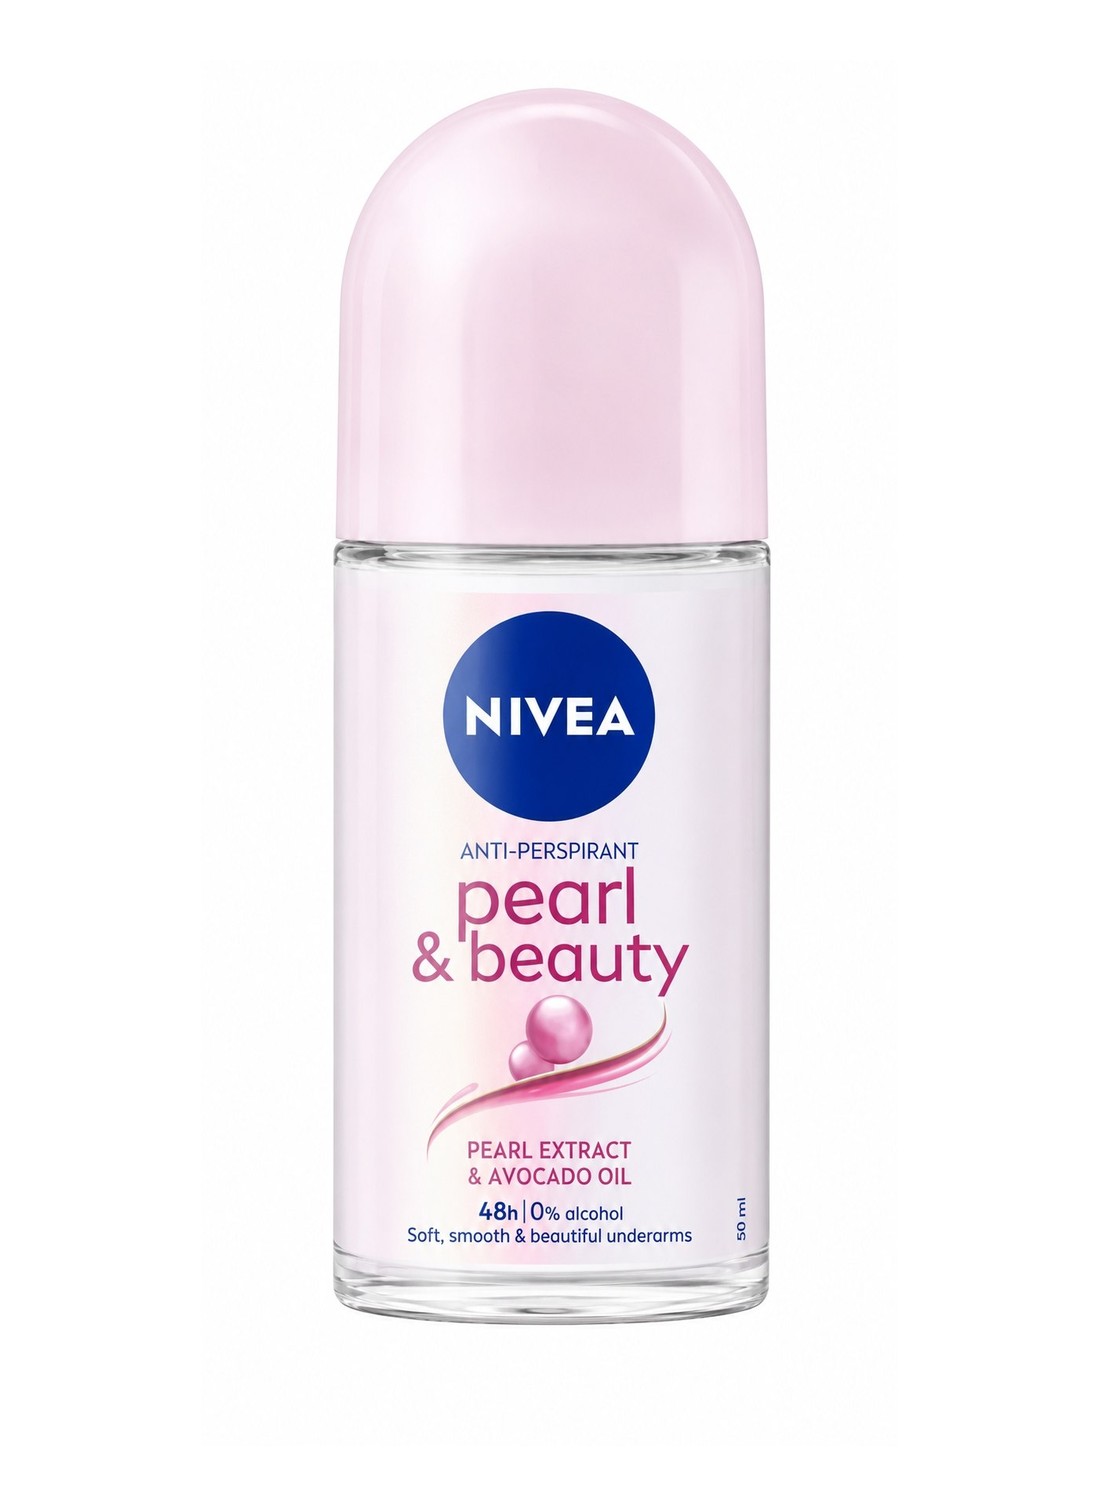 NIVEA
ANTI-PERSPIRANT
pearl
& beauty
PEARL EXTRACT
& AVOCADO OIL
48h | 0% alcohol
Soft, smooth & beautiful underarms
50 ml